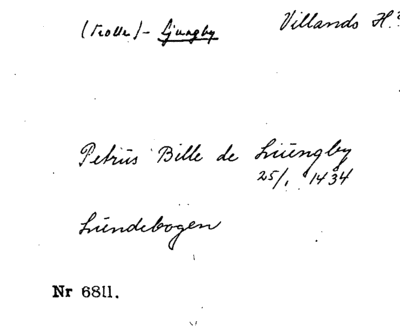 (Trolle) - Ljungby Villands H.
Petrus Bille de Liungby
25/1 1434
Lundebogen
Nr 6811.